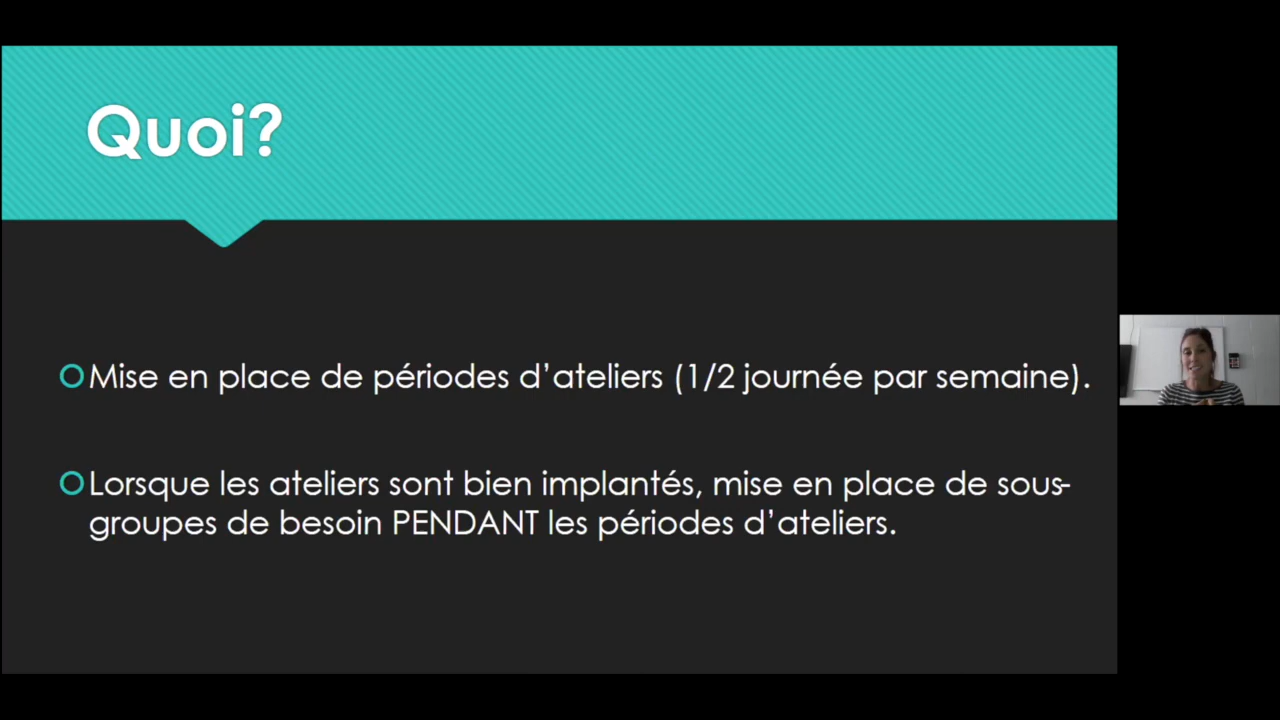 Quoi?
Mise en place de périodes d’ateliers (1/2 journée par semaine).
Lorsque les ateliers sont bien implantés, mise en place de sous-
groupes de besoin PENDANT les périodes d’ateliers.